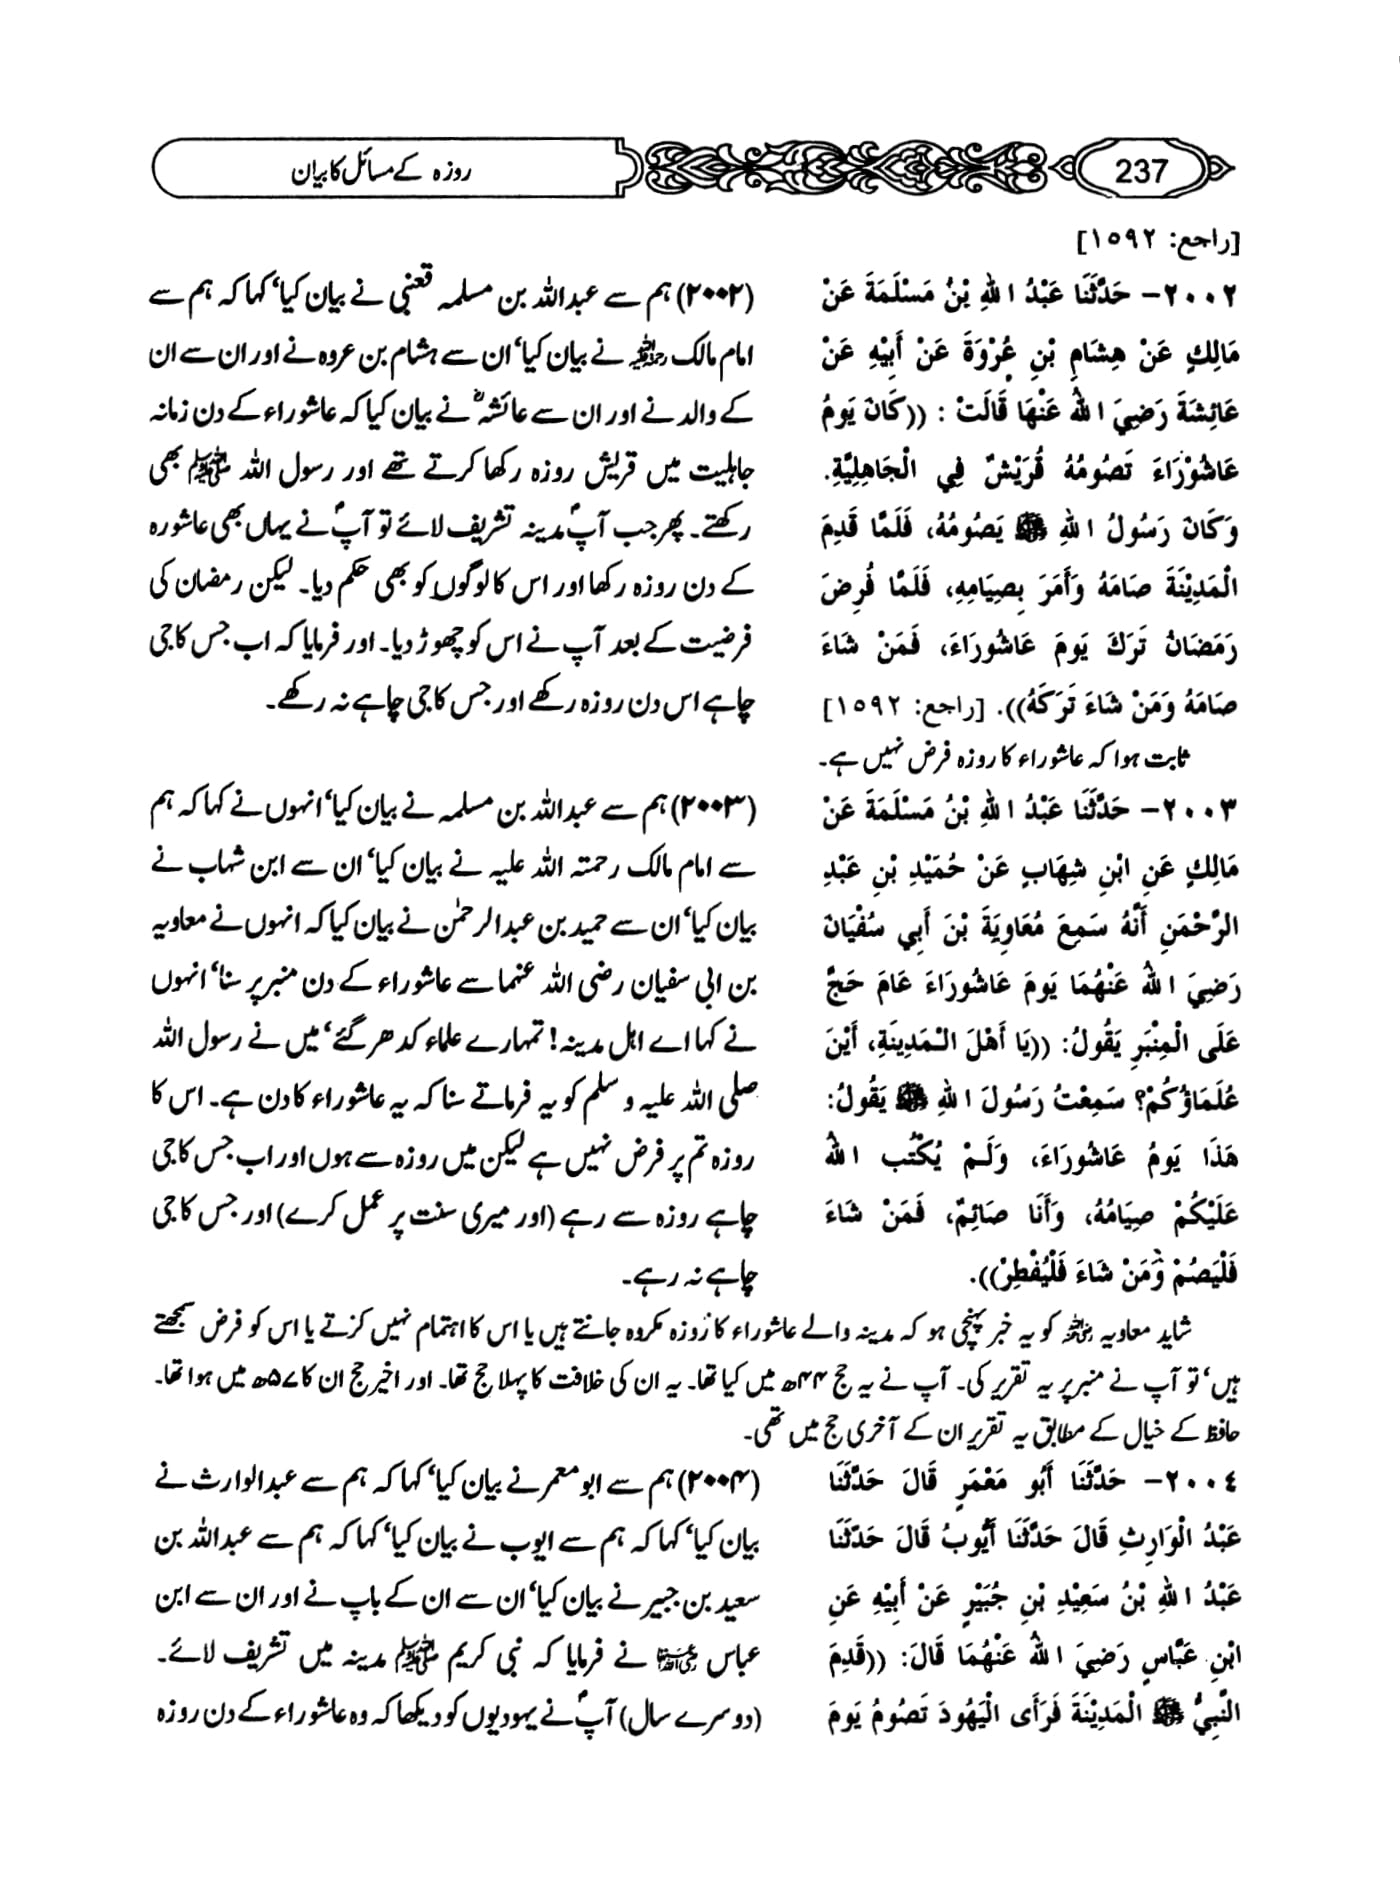 237
روزہ کے مسائل کا بیان
[راجع: ١٥٩٢]
٢٠٠٢- حَدَّثَنَا عَبْدُ اللهِ بْنُ مَسْلَمَةَ عَنْ
مَالِكٍ عَنْ هِشَامِ بْنِ عُرْوَةَ عَنْ أَبِيْهِ عَنْ
عَائِشَةَ رَضِيَ اللهُ عَنْهَا قَالَتْ : ((كَانَ يَومُ
عَاشُوْرَاءَ تَصُومُهُ قُرَيْشٌ فِي الْجَاهِلِيَّةِ.
وَكَانَ رَسُولُ اللهِ ﷺ يَصُومُهُ، فَلَمَّا قَدِمَ
الْمَدِيْنَةَ صَامَهُ وَأَمَرَ بِصِيَامِهِ، فَلَمَّا فُرِضَ
رَمَضَانُ تَرَكَ يَومَ عَاشُورَاءَ، فَمَنْ شَاءَ
صَامَهُ وَمَنْ شَاءَ تَرَكَهُ)). [راجع: ١٥٩٢]
(۲۰۰۲) ہم سے عبداللہ بن مسلمہ قعنبی نے بیان کیا‘ کہا کہ ہم سے
امام مالک رحمہ اللہ نے بیان کیا‘ ان سے ہشام بن عروہ نے اور ان سے ان
کے والد نے اور ان سے عائشہؓ نے بیان کیا کہ عاشوراء کے دن زمانہ
جاہلیت میں قریش روزہ رکھا کرتے تھے اور رسول اللہ ﷺ بھی
رکھتے۔ پھر جب آپؐ مدینہ تشریف لائے تو آپؐ نے یہاں بھی عاشورہ
کے دن روزہ رکھا اور اس کا لوگوں کو بھی حکم دیا۔ لیکن رمضان کی
فرضیت کے بعد آپ نے اس کو چھوڑ دیا۔ اور فرمایا کہ اب جس کا جی
چاہے اس دن روزہ رکھے اور جس کا جی چاہے نہ رکھے۔
ثابت ہوا کہ عاشوراء کا روزہ فرض نہیں ہے۔
٢٠٠٣- حَدَّثَنَا عَبْدُ اللهِ بْنُ مَسْلَمَةَ عَنْ
مَالِكٍ عَنِ ابْنِ شِهَابٍ عَنْ حُمَيْدِ بْنِ عَبْدِ
الرَّحْمَنِ أَنَّهُ سَمِعَ مُعَاوِيَةَ بْنَ أَبِي سُفْيَانَ
رَضِيَ اللهُ عَنْهُمَا يَومَ عَاشُورَاءَ عَامَ حَجَّ
عَلَى الْمِنْبَرِ يَقُولُ: ((يَا أَهْلَ الْمَدِينَةِ، أَيْنَ
عُلَمَاؤُكُمْ؟ سَمِعْتُ رَسُولَ اللهِ ﷺ يَقُولُ:
هَذَا يَومُ عَاشُورَاءَ، وَلَمْ يُكْتَبِ اللهُ
عَلَيْكُمْ صِيَامُهُ، وَأَنَا صَائِمٌ، فَمَنْ شَاءَ
فَلْيَصُمْ وَمَنْ شَاءَ فَلْيُفْطِرْ)).
(۲۰۰۳) ہم سے عبداللہ بن مسلمہ نے بیان کیا‘ انہوں نے کہا کہ ہم
سے امام مالک رحمتہ اللہ علیہ نے بیان کیا‘ ان سے ابن شہاب نے
بیان کیا‘ ان سے حمید بن عبدالرحمٰن نے بیان کیا کہ انہوں نے معاویہ
بن ابی سفیان رضی اللہ عنہما سے عاشوراء کے دن منبر پر سنا‘ انہوں
نے کہا اے اہل مدینہ! تمہارے علماء کدھر گئے‘ میں نے رسول اللہ
صلی اللہ علیہ و سلم کو یہ فرماتے سنا کہ یہ عاشوراء کا دن ہے۔ اس کا
روزہ تم پر فرض نہیں ہے لیکن میں روزہ سے ہوں اور اب جس کا جی
چاہے روزہ سے رہے (اور میری سنت پر عمل کرے) اور جس کا جی
چاہے نہ رہے۔
شاید معاویہ رضی اللہ عنہ کو یہ خبر پہنچی ہو کہ مدینہ والے عاشوراء کا روزہ مکروہ جانتے ہیں یا اس کا اہتمام نہیں کرتے یا اس کو فرض سمجھتے
ہیں‘ تو آپ نے منبر پر یہ تقریر کی۔ آپ نے یہ حج ۴۴ھ میں کیا تھا۔ یہ ان کی خلافت کا پہلا حج تھا۔ اور اخیر حج ان کا ۵۷ھ میں ہوا تھا۔
حافظ کے خیال کے مطابق یہ تقریر ان کے آخری حج میں تھی۔
٢٠٠٤- حَدَّثَنَا أَبُو مَعْمَرٍ قَالَ حَدَّثَنَا
عَبْدُ الْوَارِثِ قَالَ حَدَّثَنَا أَيُّوبُ قَالَ حَدَّثَنَا
عَبْدُ اللهِ بْنُ سَعِيْدِ بْنِ جُبَيْرٍ عَنْ أَبِيْهِ عَنِ
ابْنِ عَبَّاسٍ رَضِيَ اللهُ عَنْهُمَا قَالَ: ((قَدِمَ
النَّبِيُّ ﷺ الْمَدِيْنَةَ فَرَأَى الْيَهُودَ تَصُومُ يَومَ
(۲۰۰۴) ہم سے ابو معمر نے بیان کیا‘ کہا کہ ہم سے عبدالوارث نے
بیان کیا‘ کہا کہ ہم سے ایوب نے بیان کیا‘ کہا کہ ہم سے عبداللہ بن
سعید بن جبیر نے بیان کیا‘ ان سے ان کے باپ نے اور ان سے ابن
عباس رضی اللہ عنہما نے فرمایا کہ نبی کریم ﷺ مدینہ میں تشریف لائے۔
(دوسرے سال) آپؐ نے یہودیوں کو دیکھا کہ وہ عاشوراء کے دن روزہ